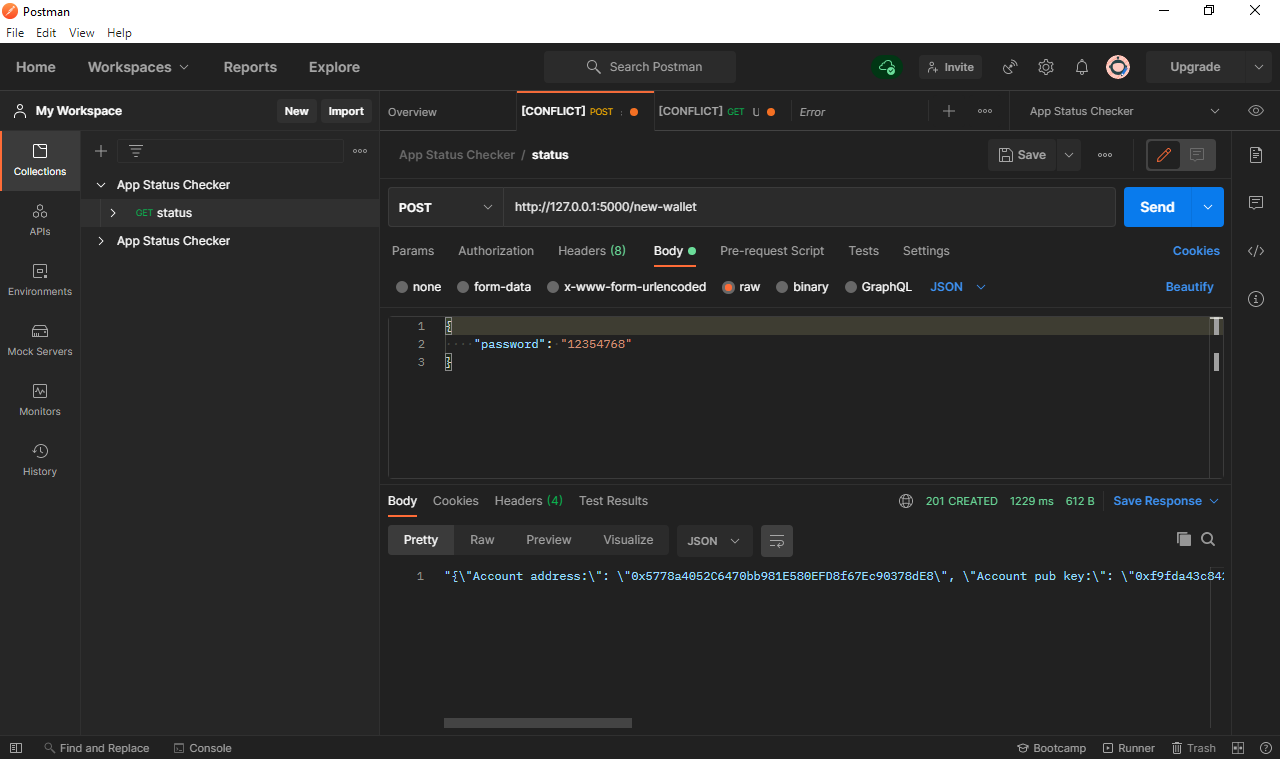 Postman
File Edit View Help
Home Workspaces Reports Explore Search Postman Invite Upgrade
My Workspace New Import
Overview [CONFLICT] POST [CONFLICT] GET U Error App Status Checker
Collections
APIs
Environments
Mock Servers
Monitors
History
App Status Checker
GET status
App Status Checker
App Status Checker / status Save
POST http://127.0.0.1:5000/new-wallet Send
Params Authorization Headers (8) Body Pre-request Script Tests Settings Cookies
none form-data x-www-form-urlencoded raw binary GraphQL JSON Beautify
1 {
2 "password": "12354768"
3 }
Body Cookies Headers (4) Test Results 201 CREATED 1229 ms 612 B Save Response
Pretty Raw Preview Visualize JSON
1 "{\"Account address:\": \"0x5778a4052C6470bb981E580EFD8f67Ec90378dE8\", \"Account pub key:\": \"0xf9fda43c84
Find and Replace Console Bootcamp Runner Trash